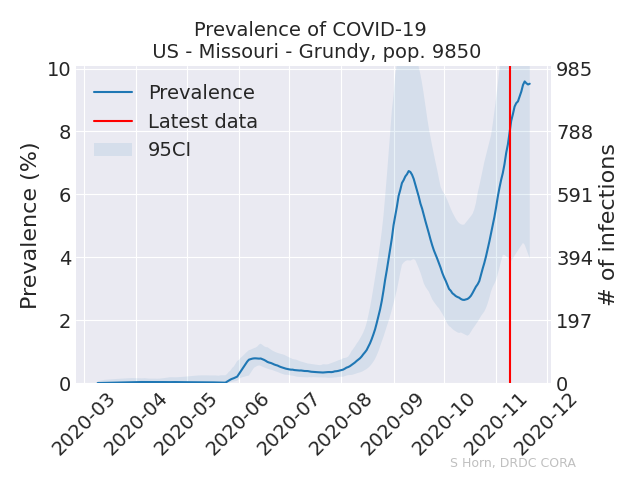 Prevalence of COVID-19
US - Missouri - Grundy, pop. 9850
Prevalence
Latest data
95CI
Prevalence (%)
10
8
6
4
2
0
985
788
591
394
197
0
# of infections
2020-03
2020-04
2020-05
2020-06
2020-07
2020-08
2020-09
2020-10
2020-11
2020-12
S Horn, DRDC CORA